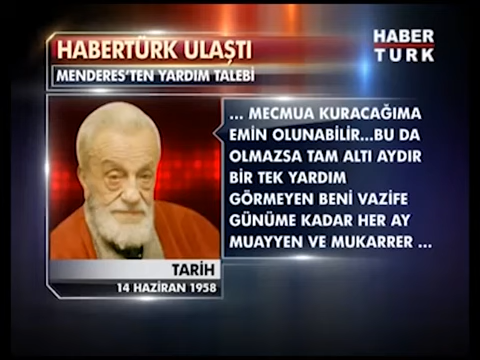 HABERTÜRK ULAŞTI
MENDERES'TEN YARDIM TALEBİ
HABER
TURK
... MECMUA KURACAĞIMA
EMİN OLUNABİLİR...BU DA
OLMAZSA TAM ALTI AYDIR
BİR TEK YARDIM
GÖRMEYEN BENİ VAZİFE
GÜNÜME KADAR HER AY
MUAYYEN VE MUKARRER ...
TARİH
14 HAZİRAN 1958